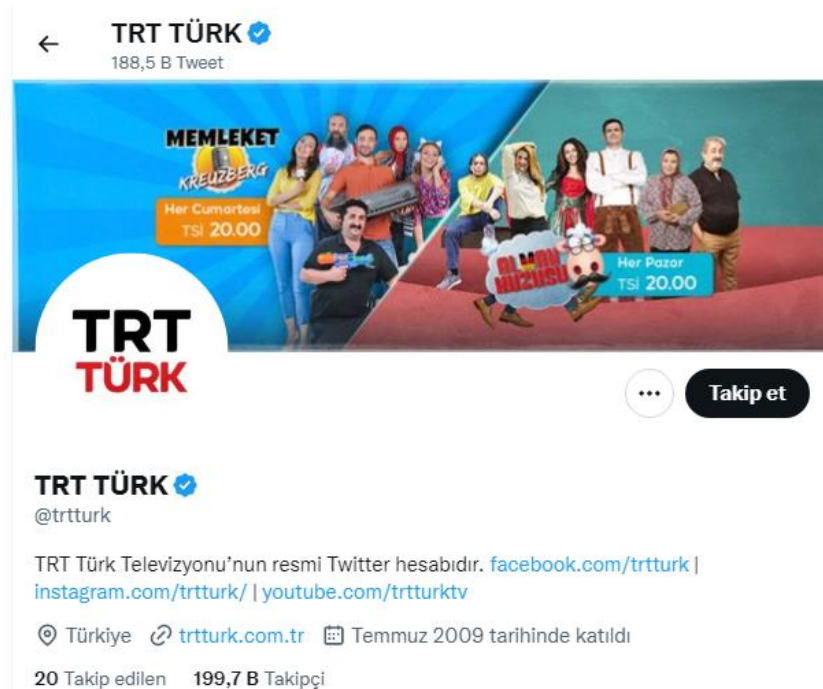 TRT TÜRK
188,5 B Tweet
MEMLEKET
KREUZBERG
Her Cumartesi
TSİ 20.00
ALMAN
KUZUSU
Her Pazar
TSİ 20.00
TRT
TÜRK
Takip et
TRT TÜRK
@trtturk
TRT Türk Televizyonu’nun resmi Twitter hesabıdır. facebook.com/trtturk |
instagram.com/trtturk/ | youtube.com/trtturktv
Türkiye trtturk.com.tr Temmuz 2009 tarihinde katıldı
20 Takip edilen 199,7 B Takipçi